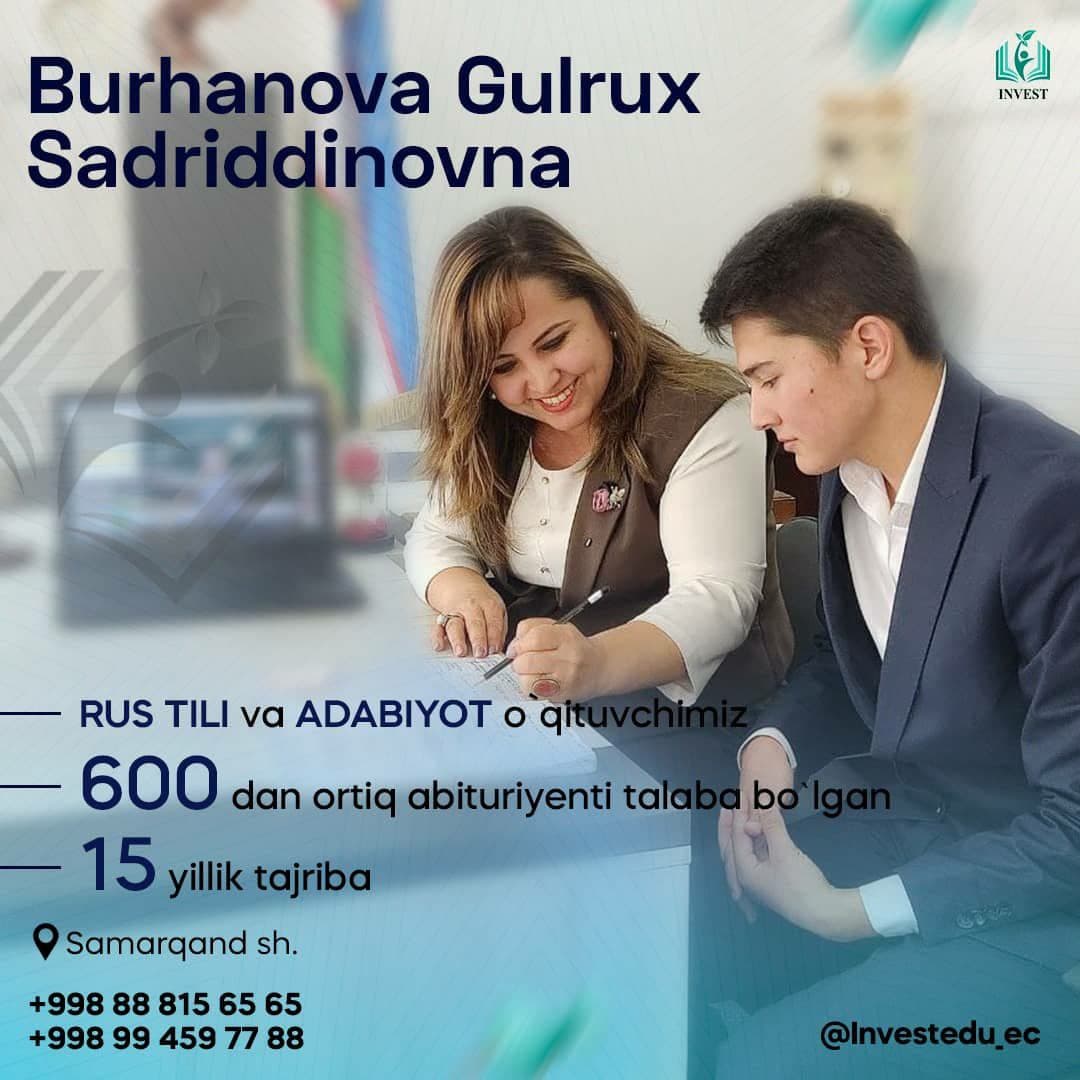 Burhanova Gulrux
Sadriddinovna
INVEST
RUS TILI va ADABIYOT o`qituvchimiz
600 dan ortiq abituriyenti talaba bo`lgan
15 yillik tajriba
Samarqand sh.
+998 88 815 65 65
+998 99 459 77 88
@Investedu_ec